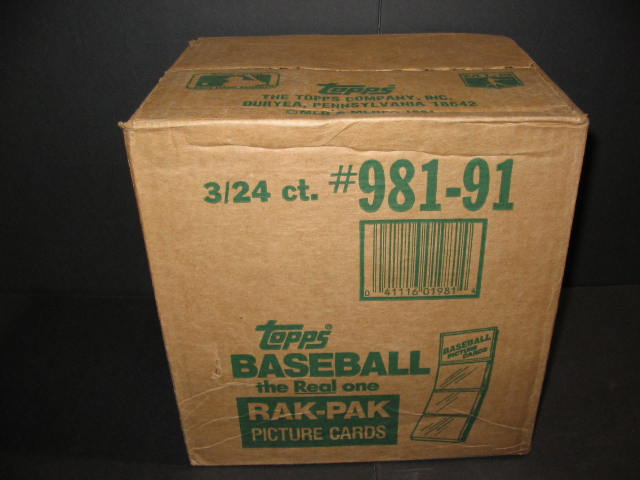 topps®
THE TOPPS COMPANY, INC.
DURYEA, PENNSYLVANIA 18642
3/24 ct. #981-91
0 41116 01981 4
topps®
BASEBALL
the Real one
RAK-PAK
PICTURE CARDS
BASEBALL
PICTURE
CARDS